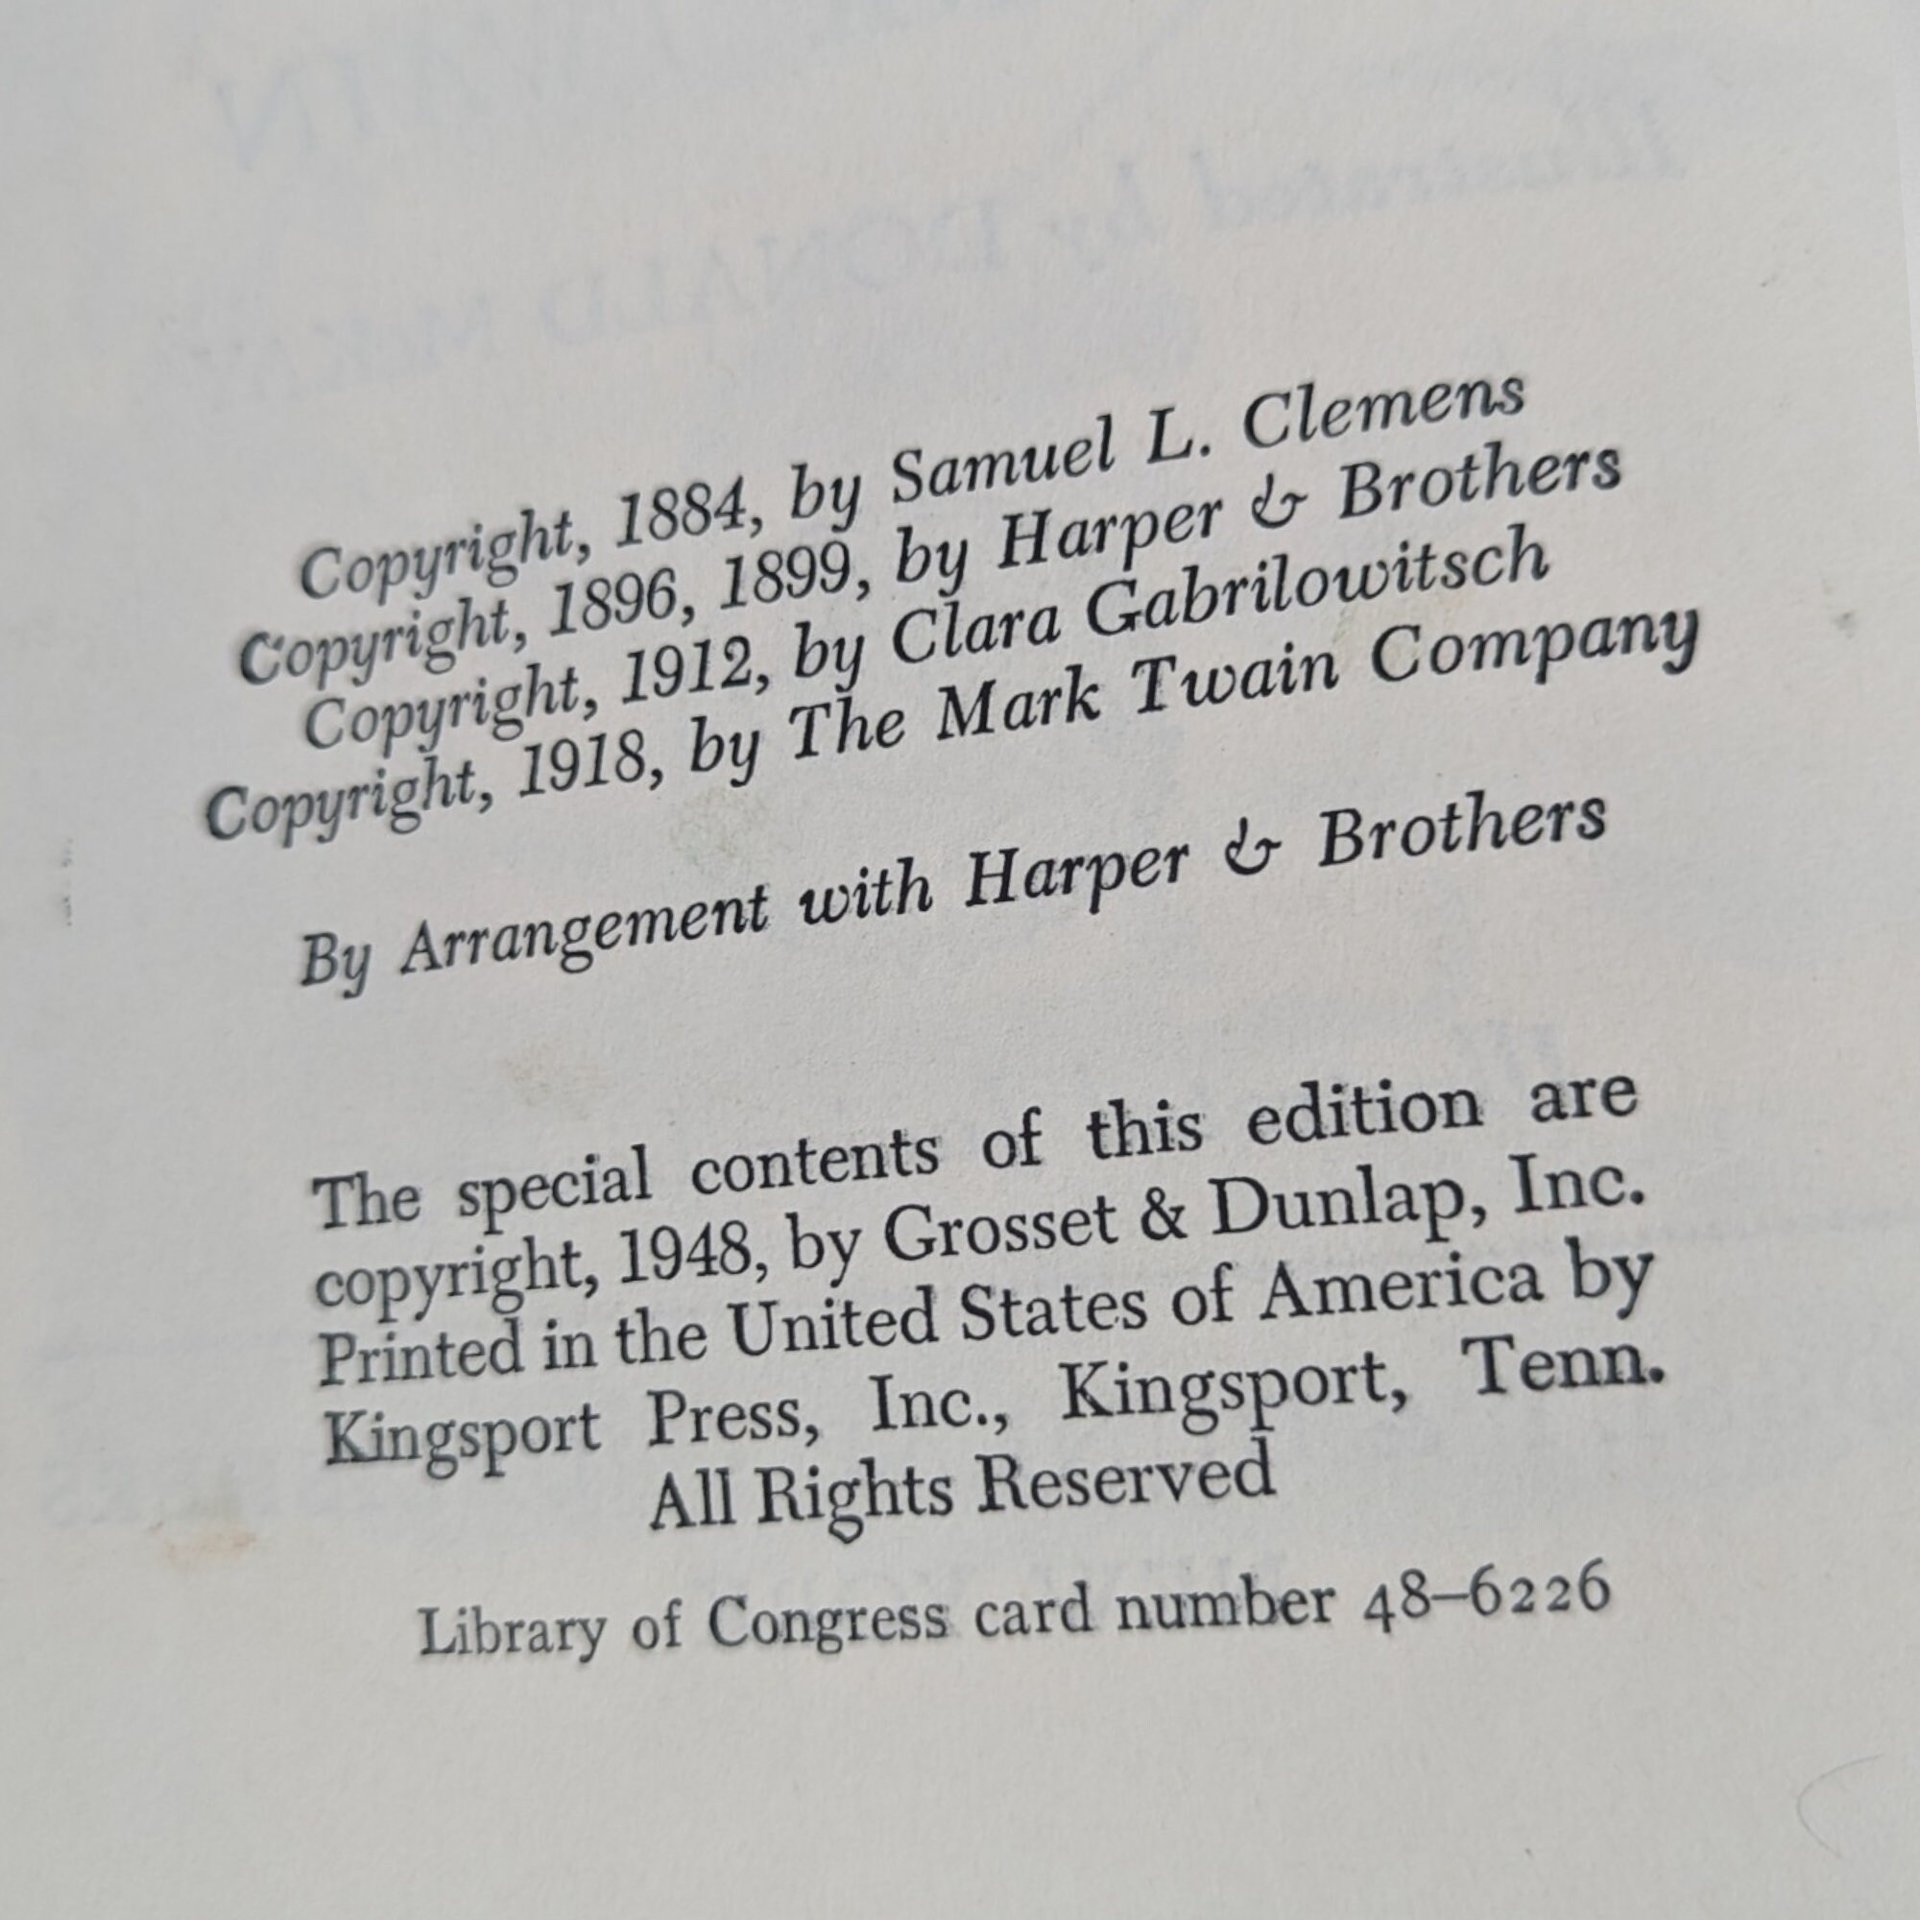 Copyright, 1884, by Samuel L. Clemens
Copyright, 1896, 1899, by Harper & Brothers
Copyright, 1912, by Clara Gabrilowitsch
Copyright, 1918, by The Mark Twain Company
By Arrangement with Harper & Brothers
The special contents of this edition are
copyright, 1948, by Grosset & Dunlap, Inc.
Printed in the United States of America by
Kingsport Press, Inc., Kingsport, Tenn.
All Rights Reserved
Library of Congress card number 48–6226